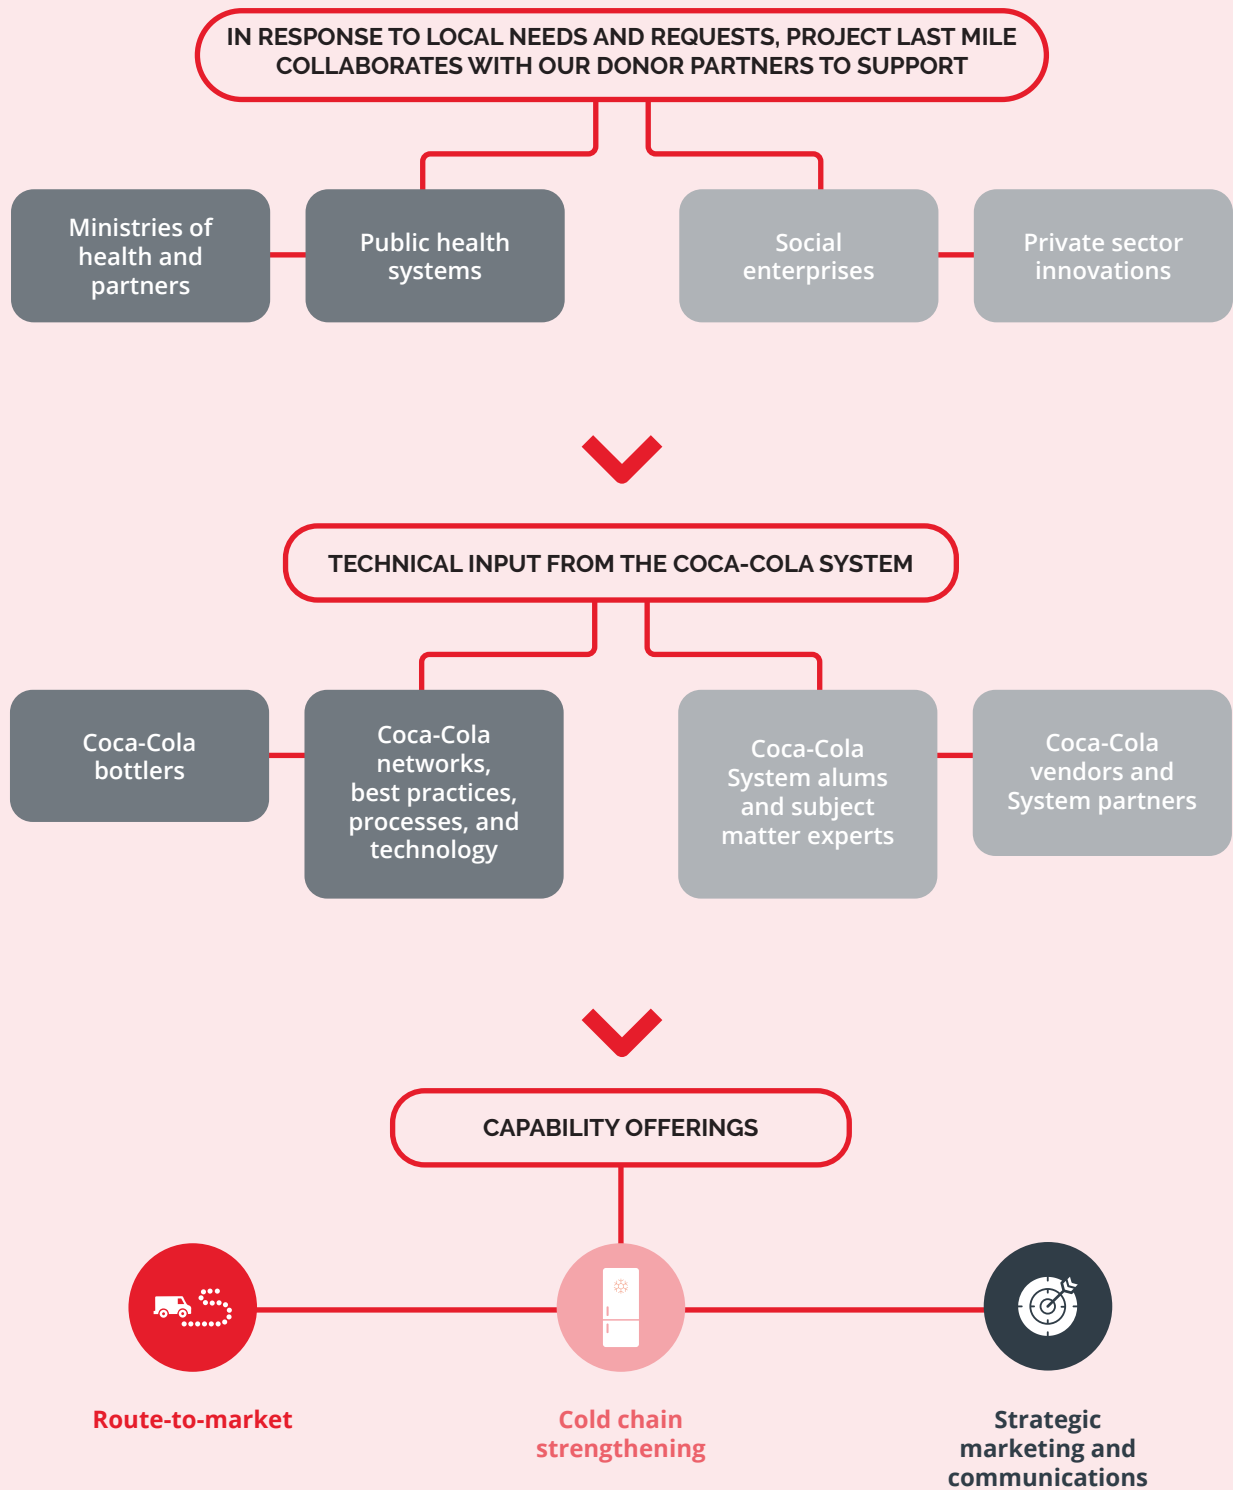 IN RESPONSE TO LOCAL NEEDS AND REQUESTS, PROJECT LAST MILE
COLLABORATES WITH OUR DONOR PARTNERS TO SUPPORT
Ministries of
health and
partners
Public health
systems
Social
enterprises
Private sector
innovations
TECHNICAL INPUT FROM THE COCA-COLA SYSTEM
Coca-Cola
bottlers
Coca-Cola
networks,
best practices,
processes, and
technology
Coca-Cola
System alums
and subject
matter experts
Coca-Cola
vendors and
System partners
CAPABILITY OFFERINGS
Route-to-market
Cold chain
strengthening
Strategic
marketing and
communications